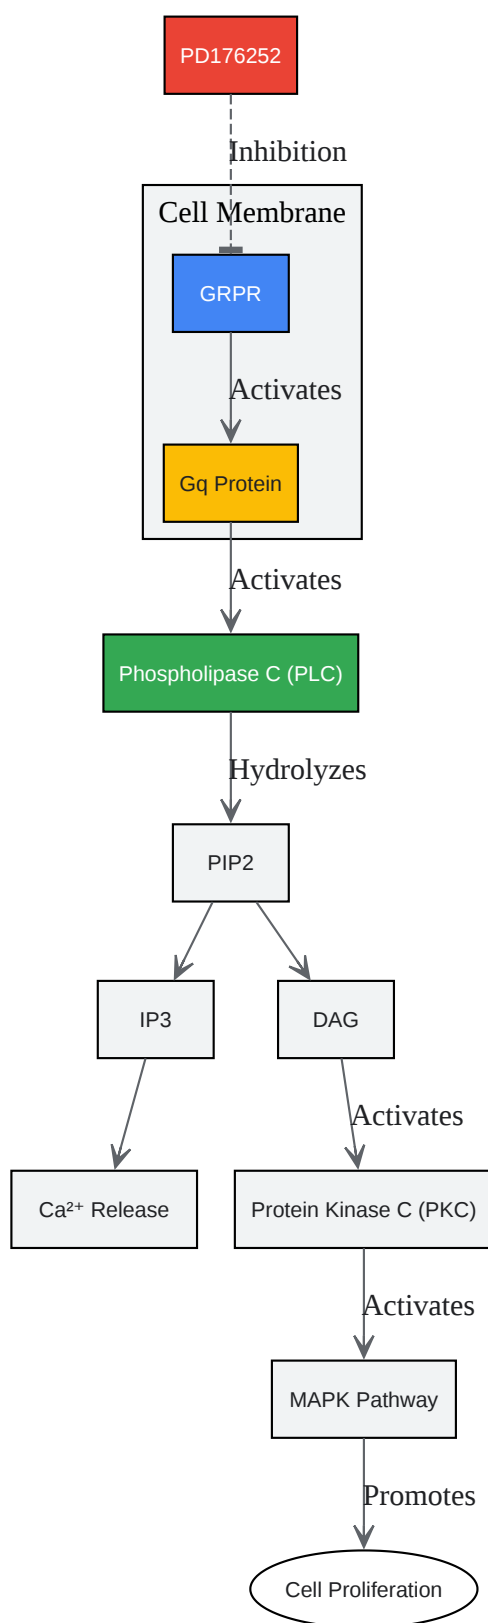 PD176252
Inhibition
Cell Membrane
GRPR
Activates
Gq Protein
Activates
Phospholipase C (PLC)
Hydrolyzes
PIP2
IP3
DAG
Activates
Ca²⁺ Release
Protein Kinase C (PKC)
Activates
MAPK Pathway
Promotes
Cell Proliferation